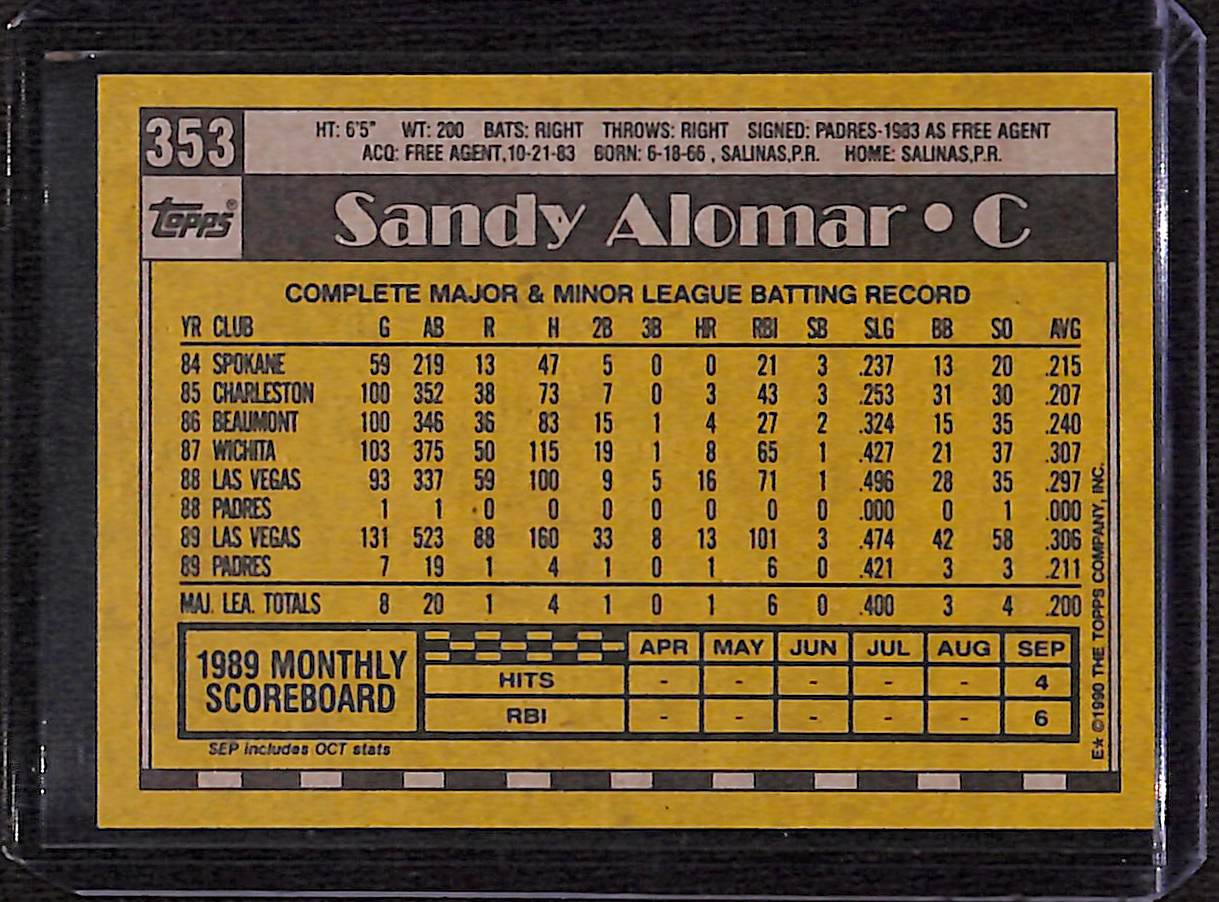 353
HT: 6'5" WT: 200 BATS: RIGHT THROWS: RIGHT SIGNED: PADRES-1983 AS FREE AGENT
ACQ: FREE AGENT,10-21-83 BORN: 6-18-66 , SALINAS,P.R. HOME: SALINAS,P.R.
Topps®
Sandy Alomar • C
COMPLETE MAJOR & MINOR LEAGUE BATTING RECORD
YR CLUB G AB R H 2B 3B HR RBI SB SLG BB SO AVG
84 SPOKANE 59 219 13 47 5 0 0 21 3 .237 13 20 .215
85 CHARLESTON 100 352 38 73 7 0 3 43 3 .253 31 30 .207
86 BEAUMONT 100 346 36 83 15 1 4 27 2 .324 15 35 .240
87 WICHITA 103 375 50 115 19 1 8 65 1 .427 21 37 .307
88 LAS VEGAS 93 337 59 100 9 5 16 71 1 .496 28 35 .297
88 PADRES 1 1 0 0 0 0 0 0 0 .000 0 1 .000
89 LAS VEGAS 131 523 88 160 33 8 13 101 3 .474 42 58 .306
89 PADRES 7 19 1 4 1 0 1 6 0 .421 3 3 .211
MAJ. LEA. TOTALS 8 20 1 4 1 0 1 6 0 .400 3 4 .200
1989 MONTHLY
SCOREBOARD
APR MAY JUN JUL AUG SEP
HITS - - - - - 4
RBI - - - - - 6
SEP includes OCT stats
E* ©1990 THE TOPPS COMPANY, INC.